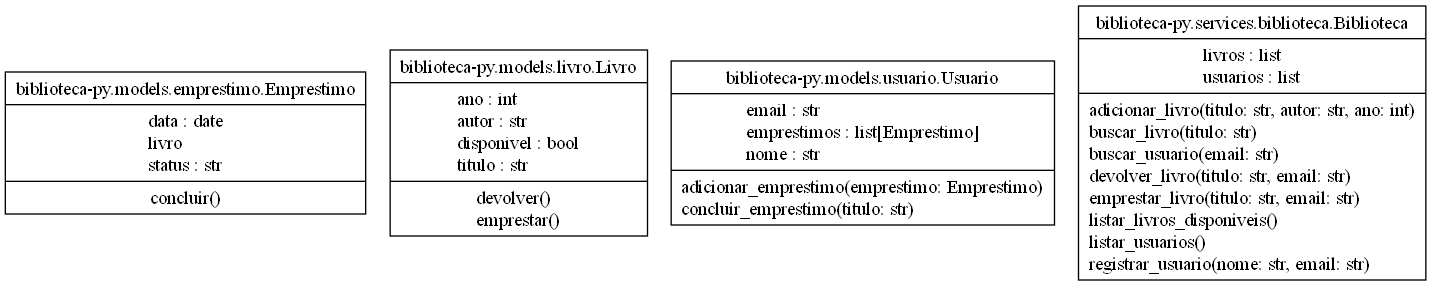 biblioteca-py.models.emprestimo.Emprestimo
data : date
livro
status : str
concluir()
biblioteca-py.models.livro.Livro
ano : int
autor : str
disponivel : bool
titulo : str
devolver()
emprestar()
biblioteca-py.models.usuario.Usuario
email : str
emprestimos : list[Emprestimo]
nome : str
adicionar_emprestimo(emprestimo: Emprestimo)
concluir_emprestimo(titulo: str)
biblioteca-py.services.biblioteca.Biblioteca
livros : list
usuarios : list
adicionar_livro(titulo: str, autor: str, ano: int)
buscar_livro(titulo: str)
buscar_usuario(email: str)
devolver_livro(titulo: str, email: str)
emprestar_livro(titulo: str, email: str)
listar_livros_disponiveis()
listar_usuarios()
registrar_usuario(nome: str, email: str)